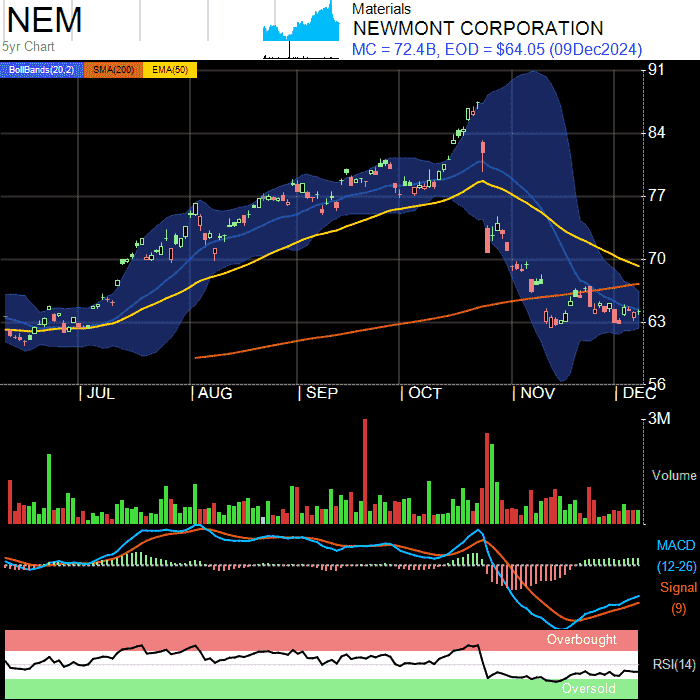 NEM
5yr Chart
Materials
NEWMONT CORPORATION
MC = 72.4B, EOD = $64.05 (09Dec2024)
BollBands(20,2) SMA(200) EMA(50)
91
84
77
70
63
56
|JUL |AUG |SEP |OCT |NOV |DEC
3M
Volume
MACD
(12-26)
Signal
(9)
Overbought
RSI(14)
Oversold